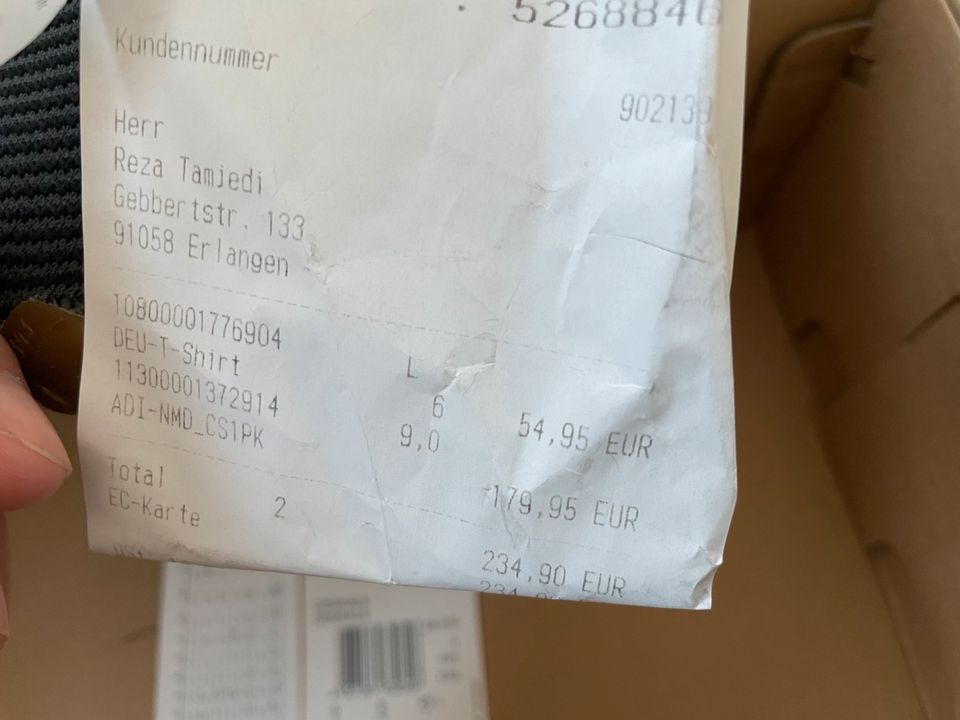 5268846
Kundennummer
902139
Herr
Reza Tamjedi
Gebbertstr. 133
91058 Erlangen
10800001776904
DEU-T-Shirt L
11300001372914 6 54,95 EUR
ADI-NMD_CS1PK 9,0
179,95 EUR
Total 2
EC-Karte 234,90 EUR